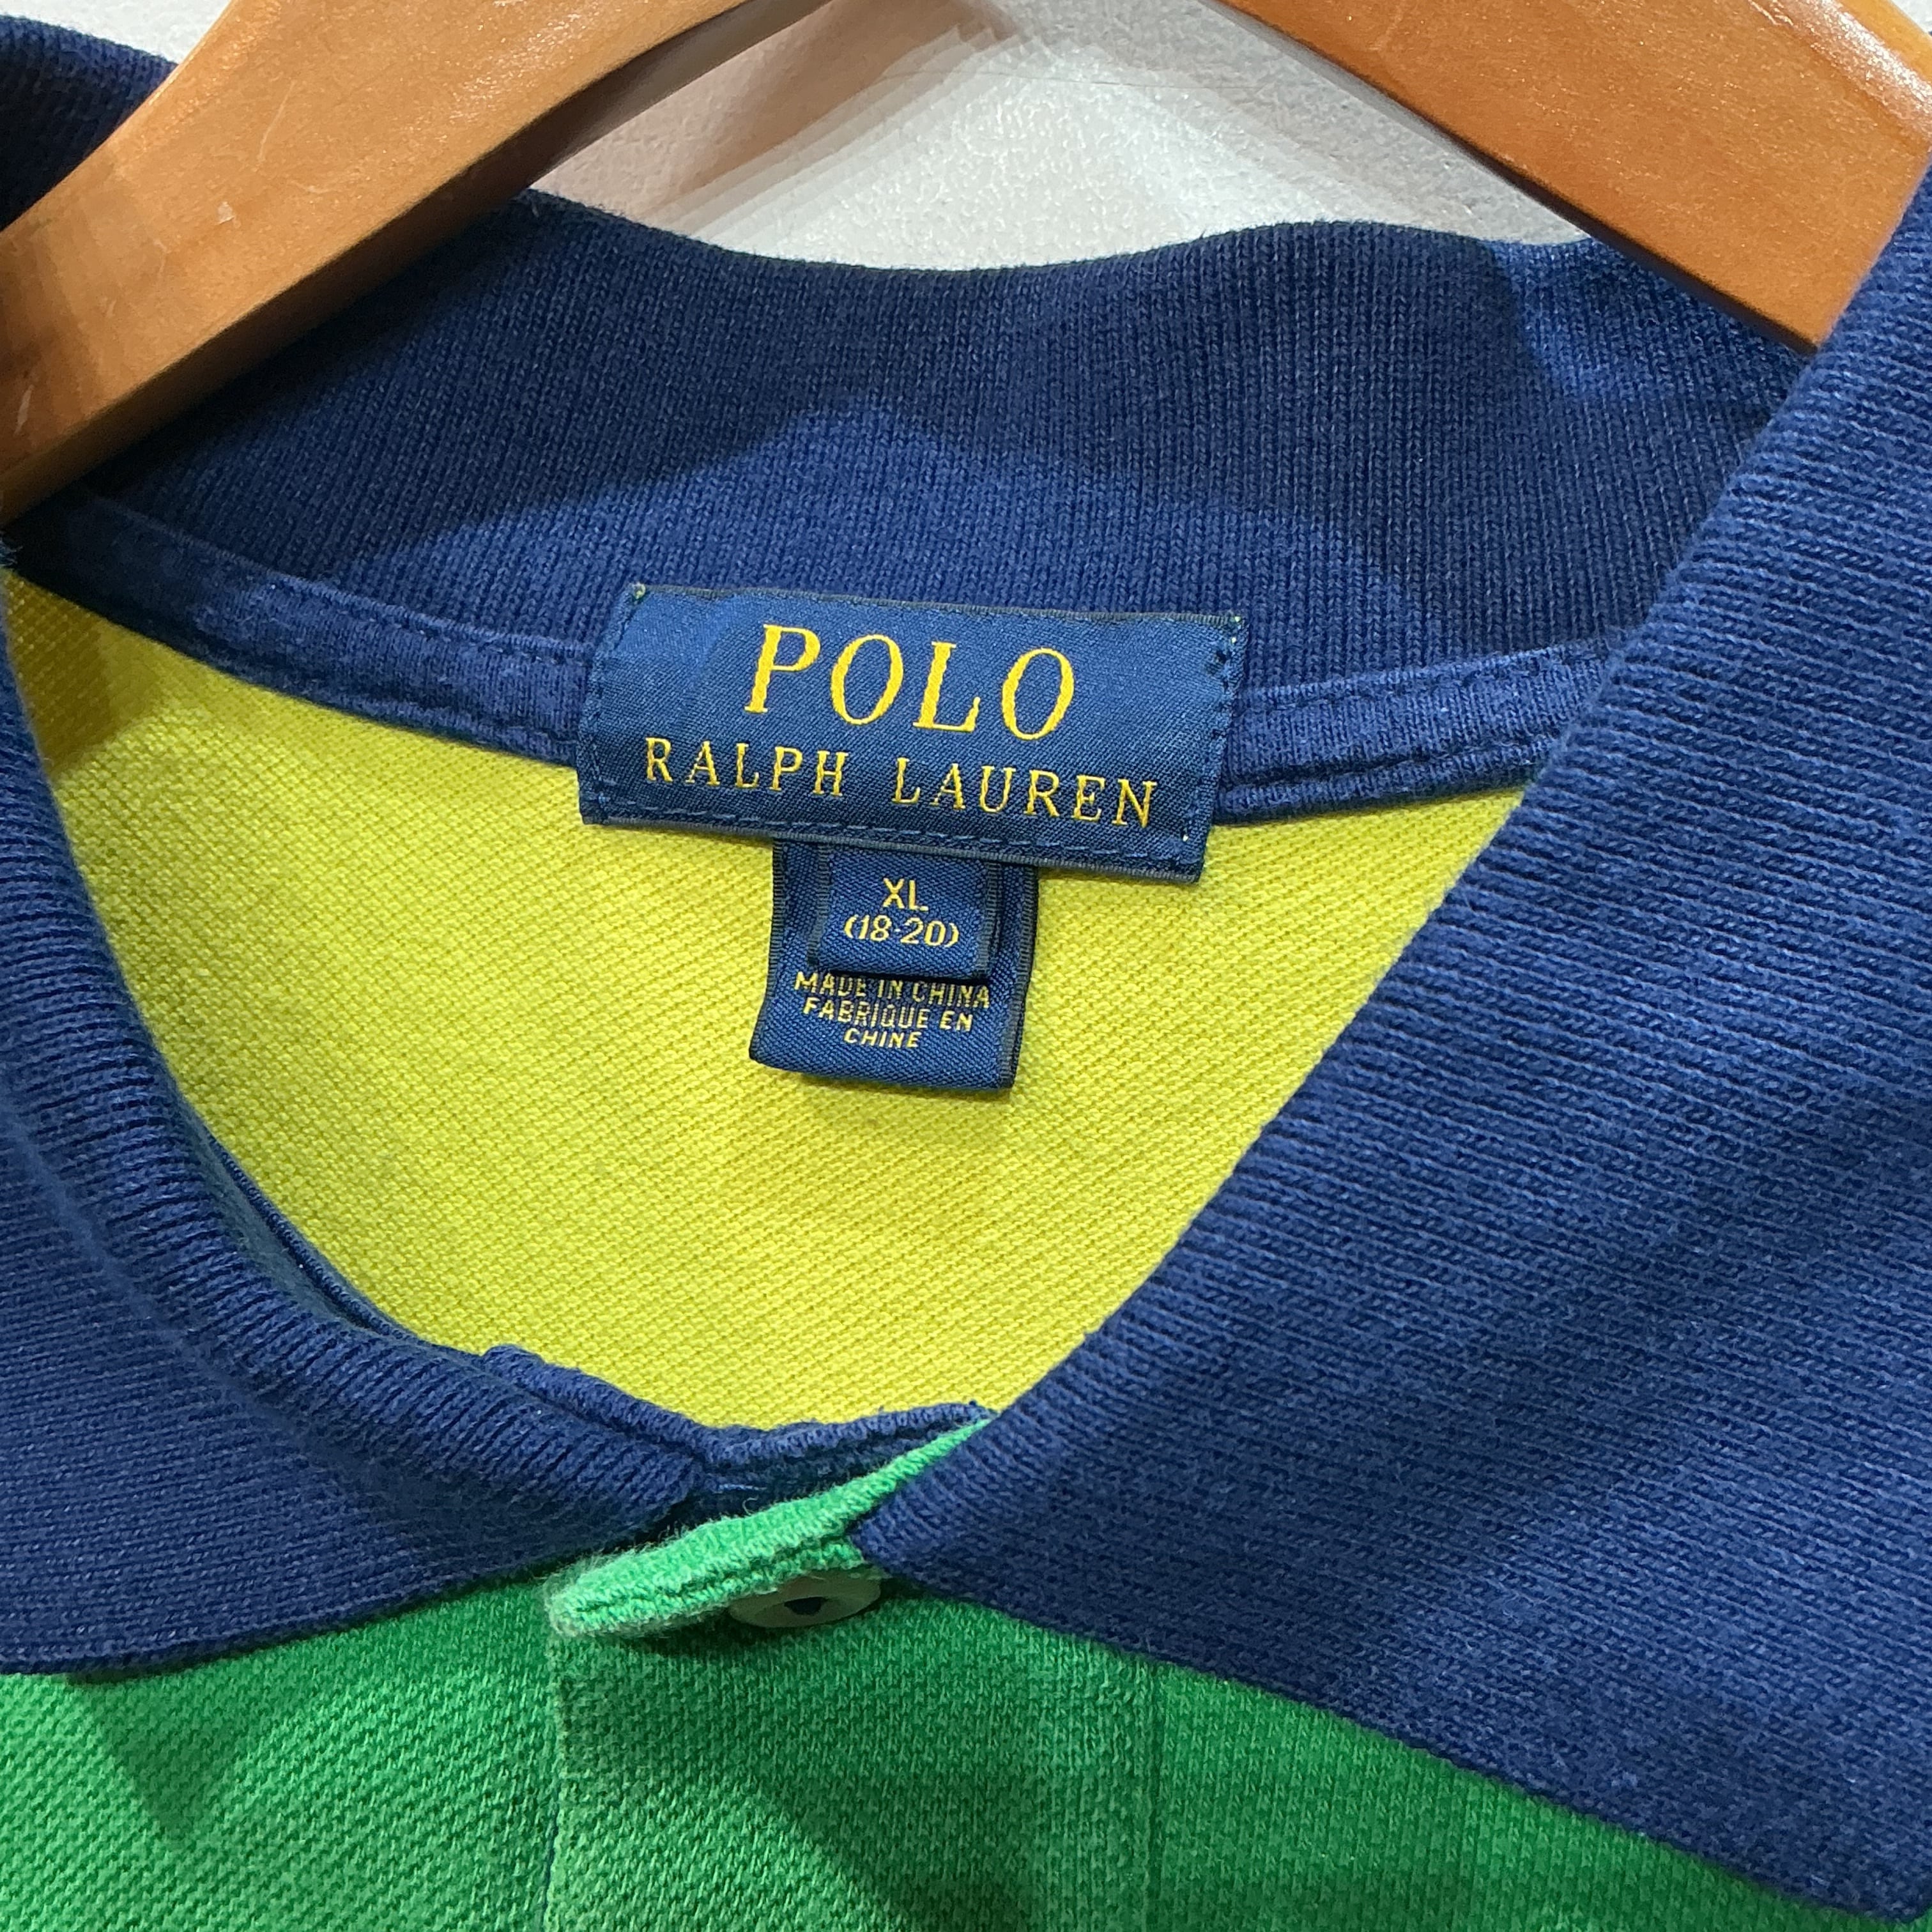 POLO
RALPH LAUREN
XL
(18-20)
MADE IN CHINA
FABRIQUE EN
CHINE